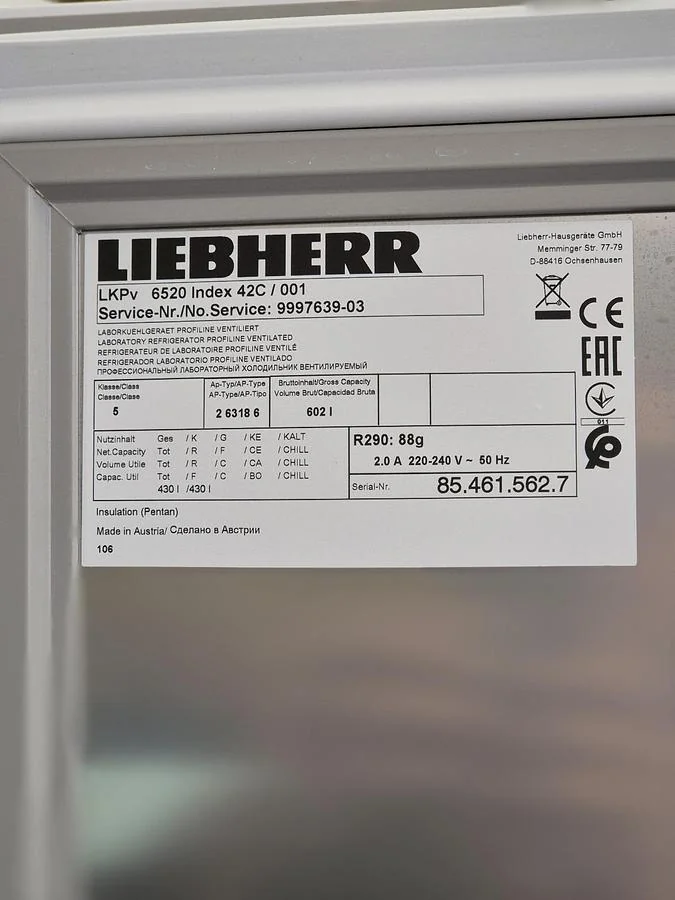 LIEBHERR
Liebherr-Hausgeräte GmbH
Memminger Str. 77-79
D-88416 Ochsenhausen
LKPv 6520 Index 42C / 001
Service-Nr./No.Service: 9997639-03
LABORKUEHLGERAET PROFILINE VENTILIERT
LABORATORY REFRIGERATOR PROFILINE VENTILATED
REFRIGERATEUR DE LABORATOIRE PROFILINE VENTILÉ
REFRIGERADOR LABORATORIO PROFILINE VENTILADO
ПРОФЕССИОНАЛЬНЫЙ ЛАБОРАТОРНЫЙ ХОЛОДИЛЬНИК ВЕНТИЛИРУЕМЫЙ
CE
EAC
011
Klasse/Class
Classe/Clase
5
Ap-Typ/AP-Type
AP-Type/AP-Tipo
2 6318 6
Bruttoinhalt/Gross Capacity
Volume Brut/Capacidad Bruta
602 l
Nutzinhalt Ges / K / G / KE / KALT
Net.Capacity Tot / R / F / CE / CHILL
Volume Utile Tot / R / C / CA / CHILL
Capac. Util Tot / F / C / BO / CHILL
430 l /430 l
R290: 88g
2.0 A 220-240 V ~ 50 Hz
Serial-Nr. 85.461.562.7
Insulation (Pentan)
Made in Austria/ Сделано в Австрии
106